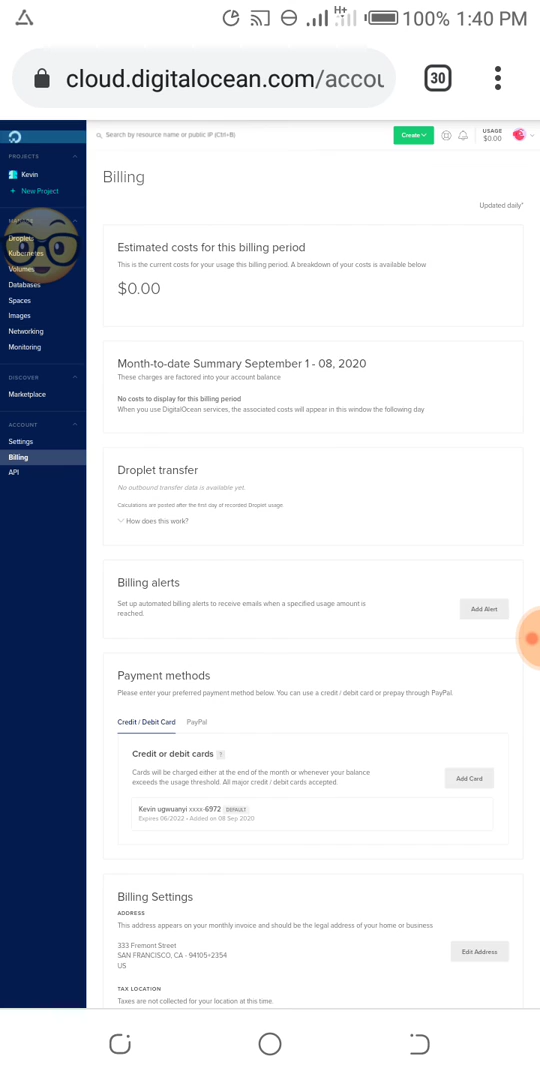 H+
100% 1:40 PM
cloud.digitalocean.com/accou
30
Search by resource name or public IP (Ctrl+B)
Create
USAGE
$0.00
PROJECTS
Kevin
+ New Project
Droplets
Kubernetes
Volumes
Databases
Spaces
Images
Networking
Monitoring
DISCOVER
Marketplace
ACCOUNT
Settings
Billing
API
Billing
Updated daily*
Estimated costs for this billing period
This is the current costs for your usage this billing period. A breakdown of your costs is available below
$0.00
Month-to-date Summary September 1 - 08, 2020
These charges are factored into your account balance
No costs to display for this billing period
When you use DigitalOcean services, the associated costs will appear in this window the following day
Droplet transfer
No outbound transfer data is available yet.
Calculations are posted after the first day of recorded Droplet usage
How does this work?
Billing alerts
Set up automated billing alerts to receive emails when a specified usage amount is
reached.
Add Alert
Payment methods
Please enter your preferred payment method below. You can use a credit / debit card or prepay through PayPal.
Credit / Debit Card PayPal
Credit or debit cards ?
Cards will be charged either at the end of the month or whenever your balance
exceeds the usage threshold. All major credit / debit cards accepted.
Add Card
Kevin ugwuanyi xxxx-6972 DEFAULT
Expires 06/2022 • Added on 08 Sep 2020
Billing Settings
ADDRESS
This address appears on your monthly invoice and should be the legal address of your home or business
333 Fremont Street
SAN FRANCISCO, CA - 94105+2354
US
Edit Address
TAX LOCATION
Taxes are not collected for your location at this time.